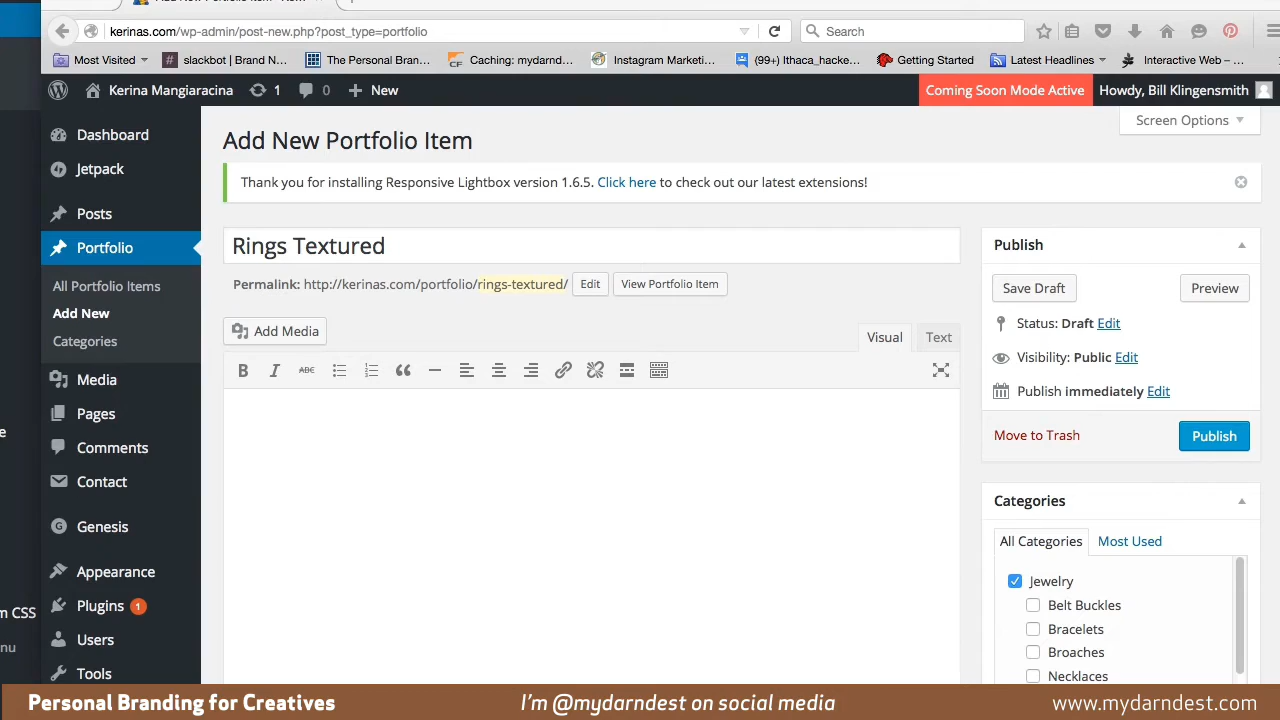 kerinas.com/wp-admin/post-new.php?post_type=portfolio
Search
Most Visited
slackbot | Brand N...
The Personal Bran...
Caching: mydarnd...
Instagram Marketi...
(99+) Ithaca_hacke...
Getting Started
Latest Headlines
Interactive Web – ...
Kerina Mangiaracina
1
0
New
Coming Soon Mode Active
Howdy, Bill Klingensmith
Screen Options
Dashboard
Jetpack
Posts
Portfolio
All Portfolio Items
Add New
Categories
Media
Pages
Comments
Contact
Genesis
Appearance
Plugins 1
Users
Tools
Add New Portfolio Item
Thank you for installing Responsive Lightbox version 1.6.5. Click here to check out our latest extensions!
Rings Textured
Permalink: http://kerinas.com/portfolio/rings-textured/ Edit View Portfolio Item
Add Media
Visual
Text
B I ABC
Publish
Save Draft
Preview
Status: Draft Edit
Visibility: Public Edit
Publish immediately Edit
Move to Trash
Publish
Categories
All Categories
Most Used
Jewelry
Belt Buckles
Bracelets
Broaches
Necklaces
e
m CSS
nu
Personal Branding for Creatives
I'm @mydarndest on social media
www.mydarndest.com